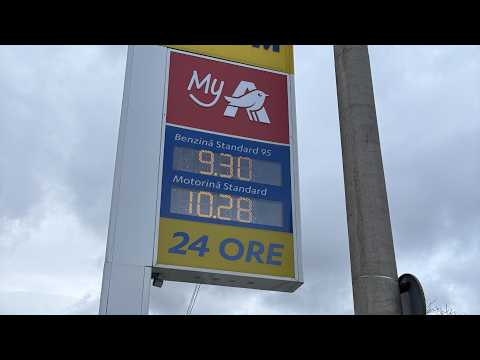 My
Benzină Standard 95
9.30
Motorină Standard
10.28
24 ORE